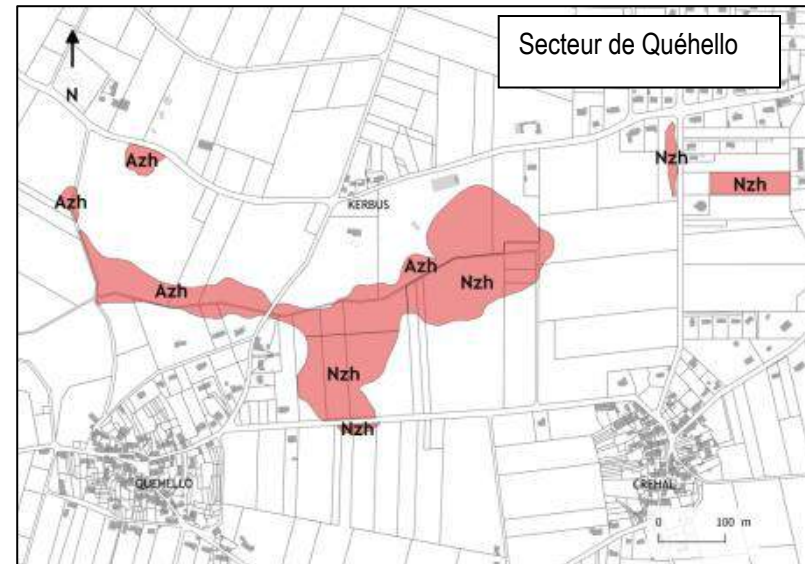 Secteur de Quéhello
N
Azh
Nzh
Nzh
Azh
KERBUS
Azh
Azh
Nzh
Nzh
Nzh
QUEHELLO
CREHAL
0 100 m